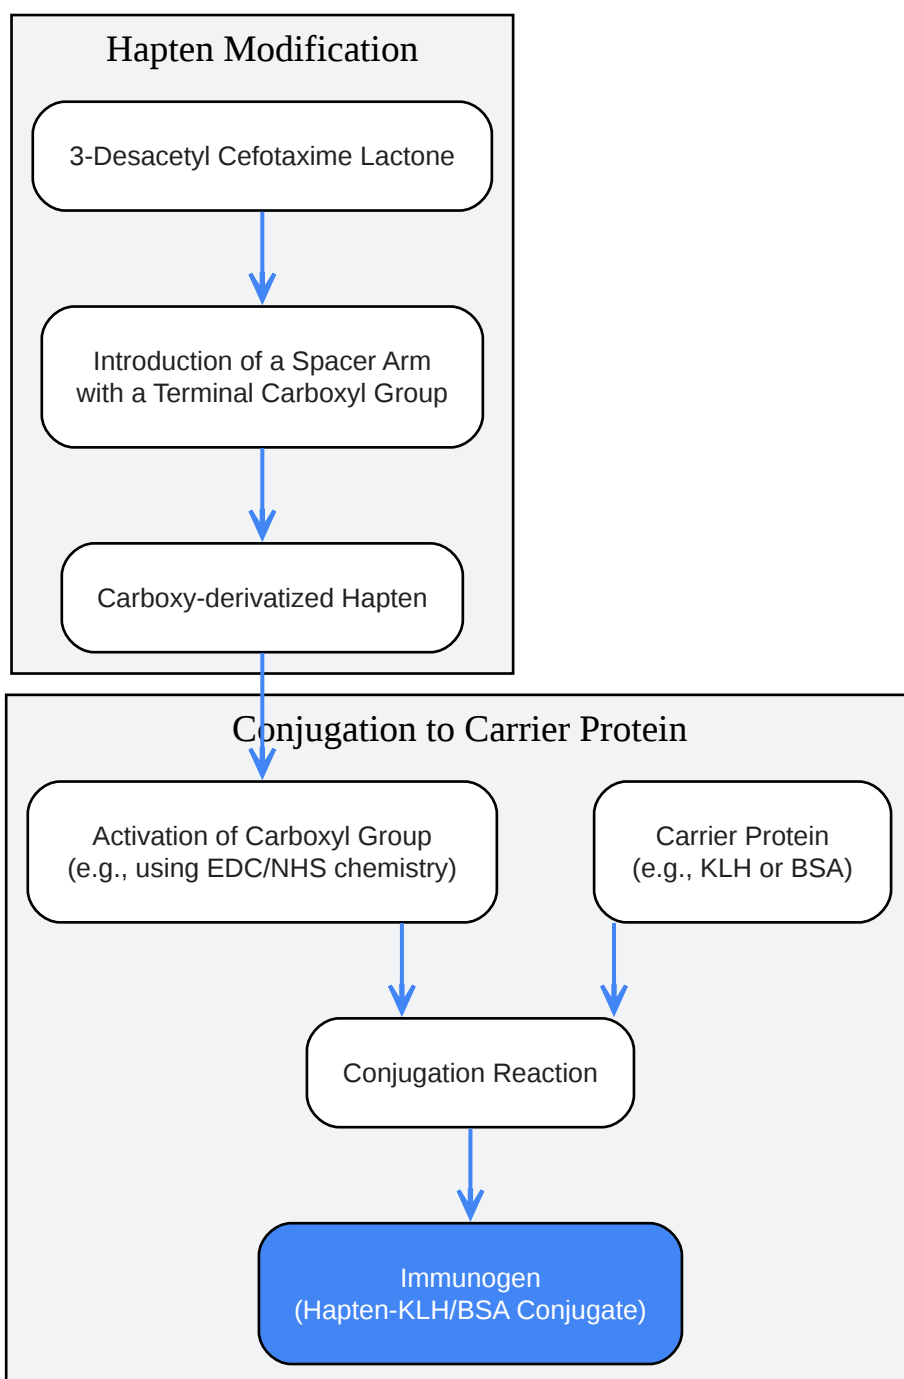 Hapten Modification
3-Desacetyl Cefotaxime Lactone
Introduction of a Spacer Arm
with a Terminal Carboxyl Group
Carboxy-derivatized Hapten
Conjugation to Carrier Protein
Activation of Carboxyl Group
(e.g., using EDC/NHS chemistry)
Carrier Protein
(e.g., KLH or BSA)
Conjugation Reaction
Immunogen
(Hapten-KLH/BSA Conjugate)